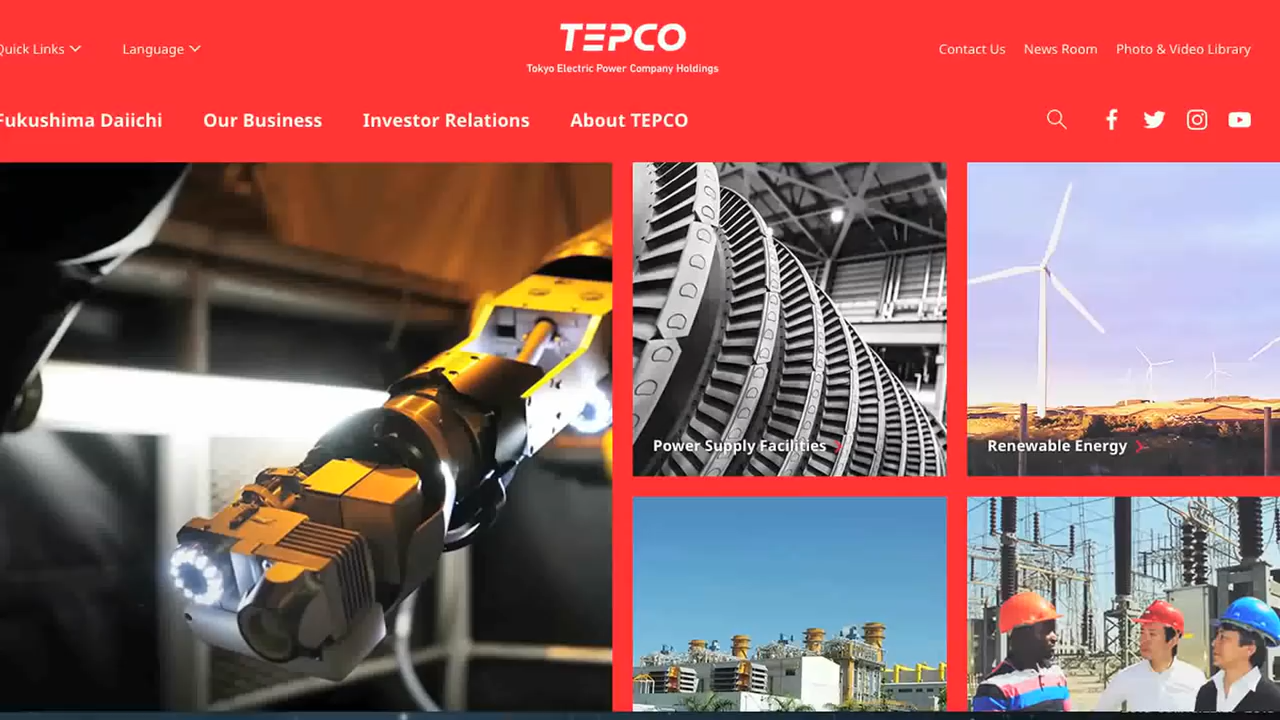 Quick Links
Language
TEPCO
Tokyo Electric Power Company Holdings
Contact Us
News Room
Photo & Video Library
Fukushima Daiichi
Our Business
Investor Relations
About TEPCO
Power Supply Facilities
Renewable Energy